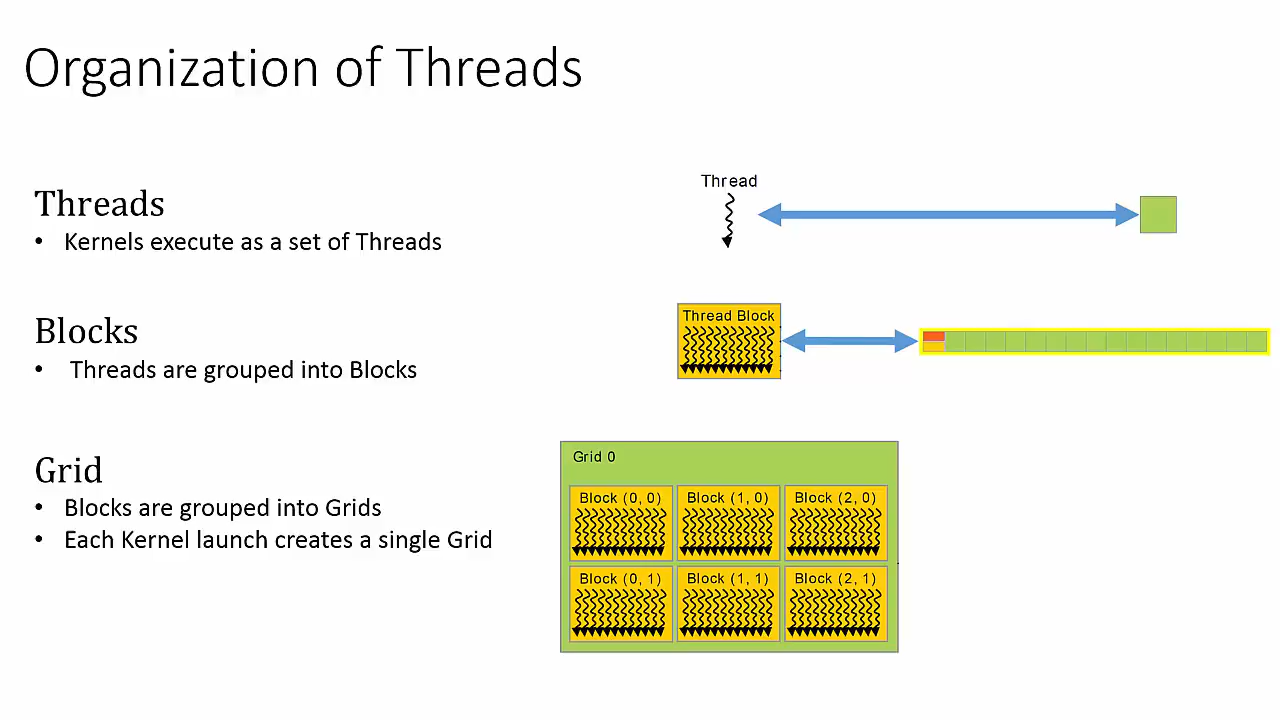 Organization of Threads
Threads
• Kernels execute as a set of Threads
Thread
Blocks
• Threads are grouped into Blocks
Thread Block
Grid
• Blocks are grouped into Grids
• Each Kernel launch creates a single Grid
Grid 0
Block (0, 0) Block (1, 0) Block (2, 0)
Block (0, 1) Block (1, 1) Block (2, 1)